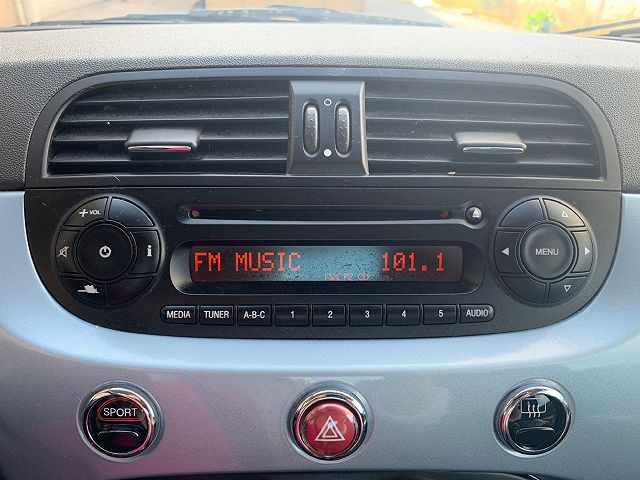 +VOL
FM MUSIC 101.1
MENU
MEDIA TUNER A-B-C 1 2 3 4 5 AUDIO
SPORT